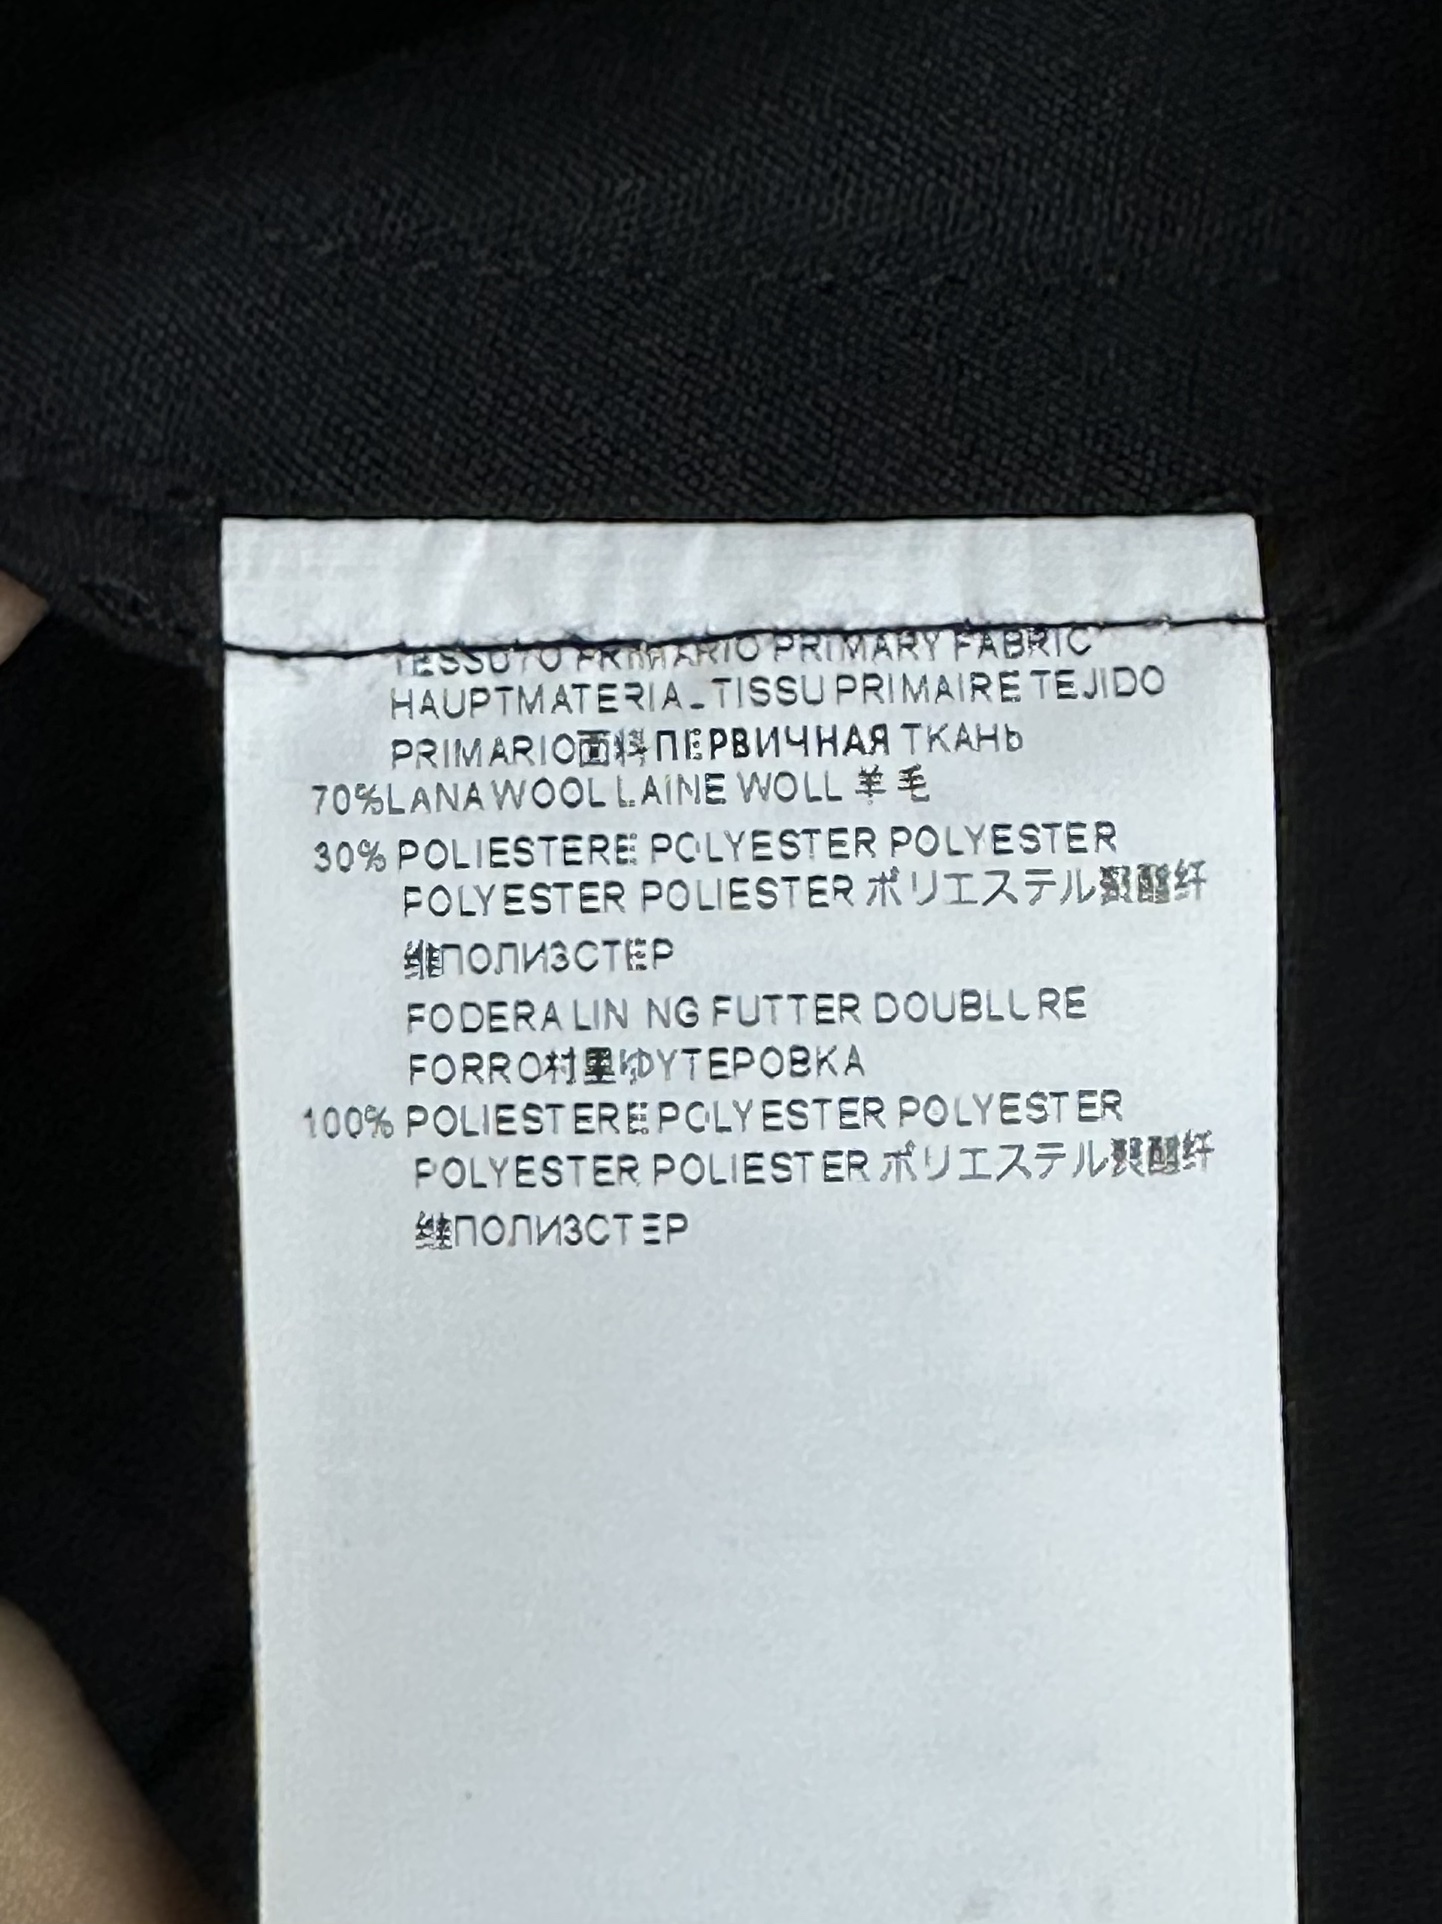 TESSUTO PRIMARIO PRIMARY FABRIC
HAUPTMATERIAL TISSU PRIMAIRE TEJIDO
PRIMARIO面料ПЕРВИЧНАЯ ТКАНЬ
70%LANA WOOL LAINE WOLL 羊毛
30% POLIESTERE POLYESTER POLYESTER
POLYESTER POLIESTER ポリエステル聚酯纤
维ПОЛИЗСТЕР
FODERA LINING FUTTER DOUBLURE
FORRO村里ФУТЕРОВКА
100% POLIESTERE POLYESTER POLYESTER
POLYESTER POLIESTER ポリエステル聚酯纤
维ПОЛИЗСТЕР